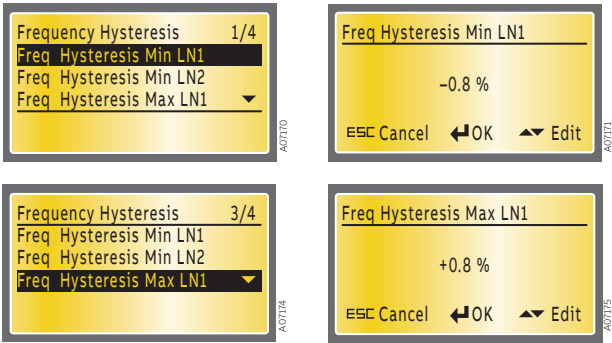 Frequency Hysteresis 1/4
Freq Hysteresis Min LN1
Freq Hysteresis Min LN2
Freq Hysteresis Max LN1
A07170
Freq Hysteresis Min LN1
–0.8 %
ESC Cancel OK Edit
A07171
Frequency Hysteresis 3/4
Freq Hysteresis Min LN1
Freq Hysteresis Min LN2
Freq Hysteresis Max LN1
A07174
Freq Hysteresis Max LN1
+0.8 %
ESC Cancel OK Edit
A07175